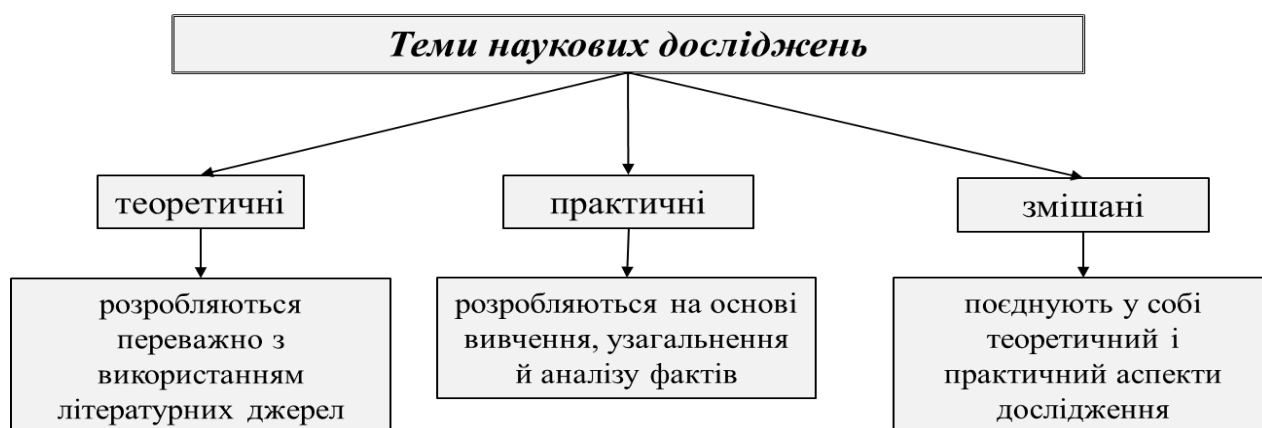 Теми наукових досліджень
теоретичні
практичні
змішані
розробляються
переважно з
використанням
літературних джерел
розробляються на основі
вивчення, узагальнення
й аналізу фактів
поєднують у собі
теоретичний і
практичний аспекти
дослідження